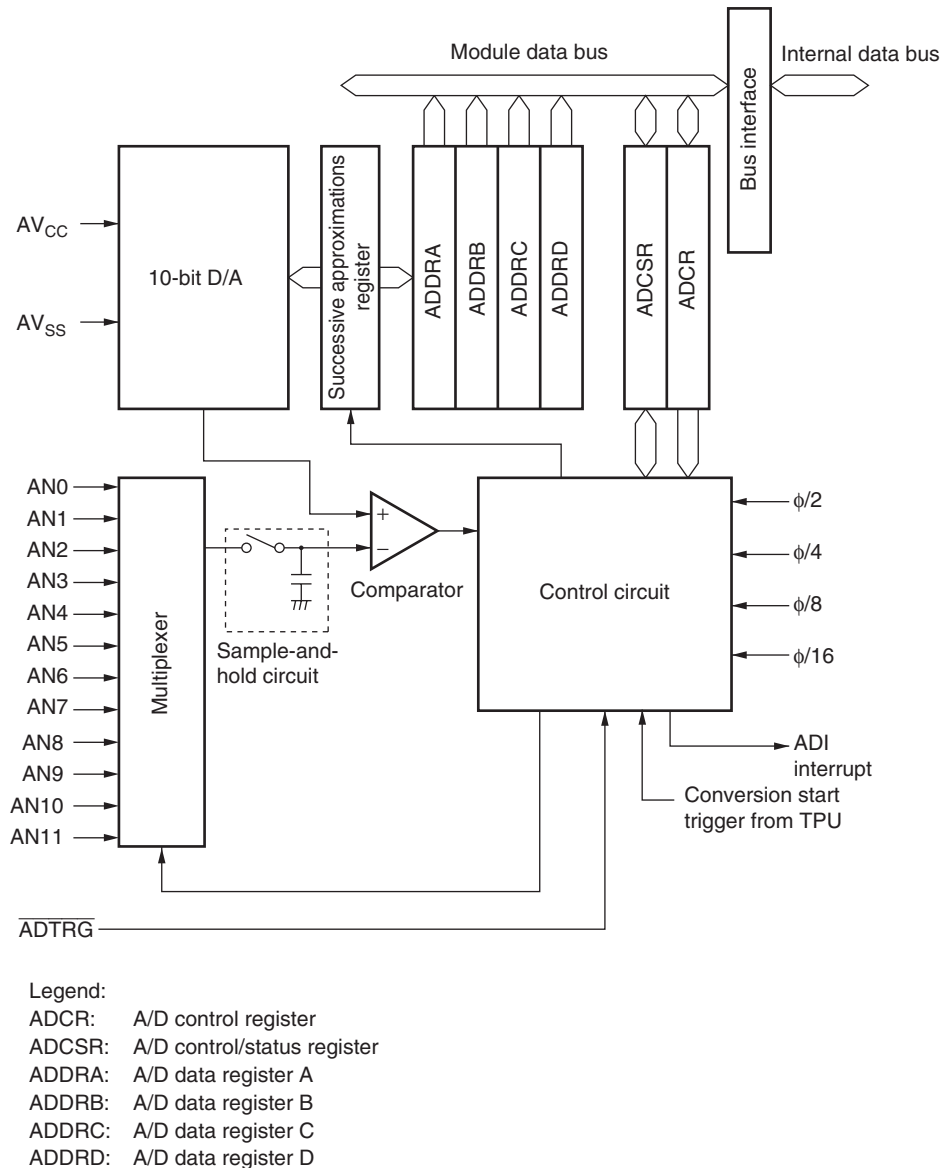 Module data bus
Internal data bus
Bus interface
AVCC
AVSS
10-bit D/A
Successive approximations
register
ADDRA
ADDRB
ADDRC
ADDRD
ADCSR
ADCR
AN0
AN1
AN2
AN3
AN4
AN5
AN6
AN7
AN8
AN9
AN10
AN11
Multiplexer
+
−
Comparator
Sample-and-
hold circuit
Control circuit
ϕ/2
ϕ/4
ϕ/8
ϕ/16
ADI
interrupt
Conversion start
trigger from TPU
A̅D̅T̅R̅G̅
Legend:
ADCR: A/D control register
ADCSR: A/D control/status register
ADDRA: A/D data register A
ADDRB: A/D data register B
ADDRC: A/D data register C
ADDRD: A/D data register D